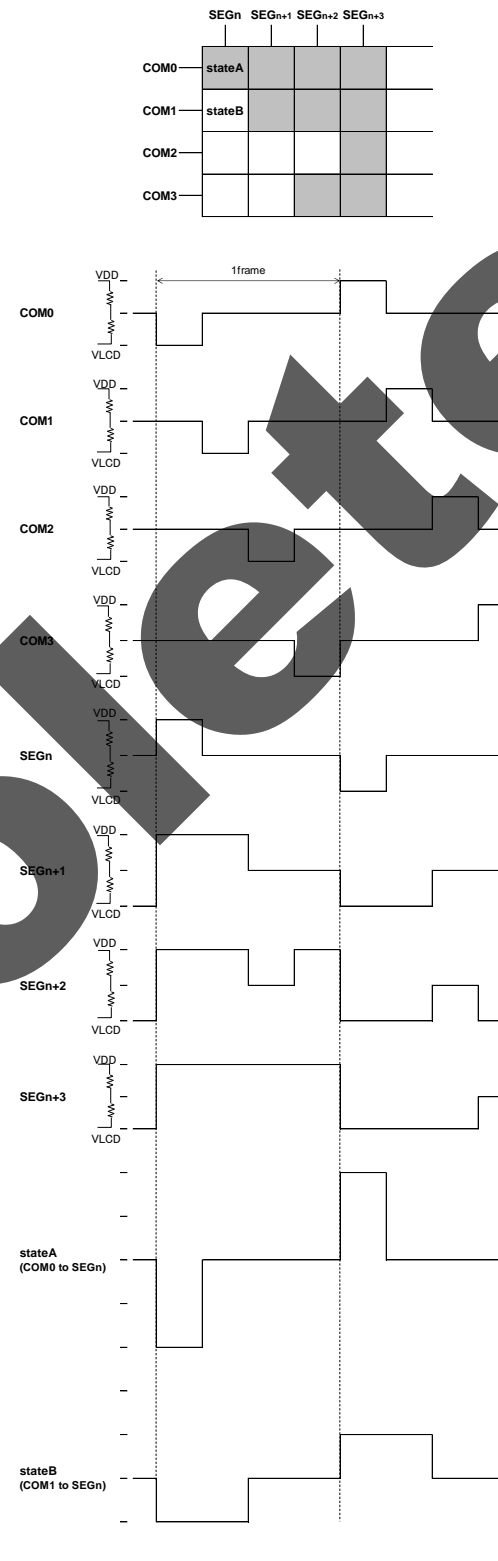 SEGn SEGn+1 SEGn+2 SEGn+3
COM0 stateA
COM1 stateB
COM2
COM3
1frame
VDD
COM0
VLCD
VDD
COM1
VLCD
VDD
COM2
VLCD
VDD
COM3
VLCD
VDD
SEGn
VLCD
VDD
SEGn+1
VLCD
VDD
SEGn+2
VLCD
VDD
SEGn+3
VLCD
stateA
(COM0 to SEGn)
stateB
(COM1 to SEGn)